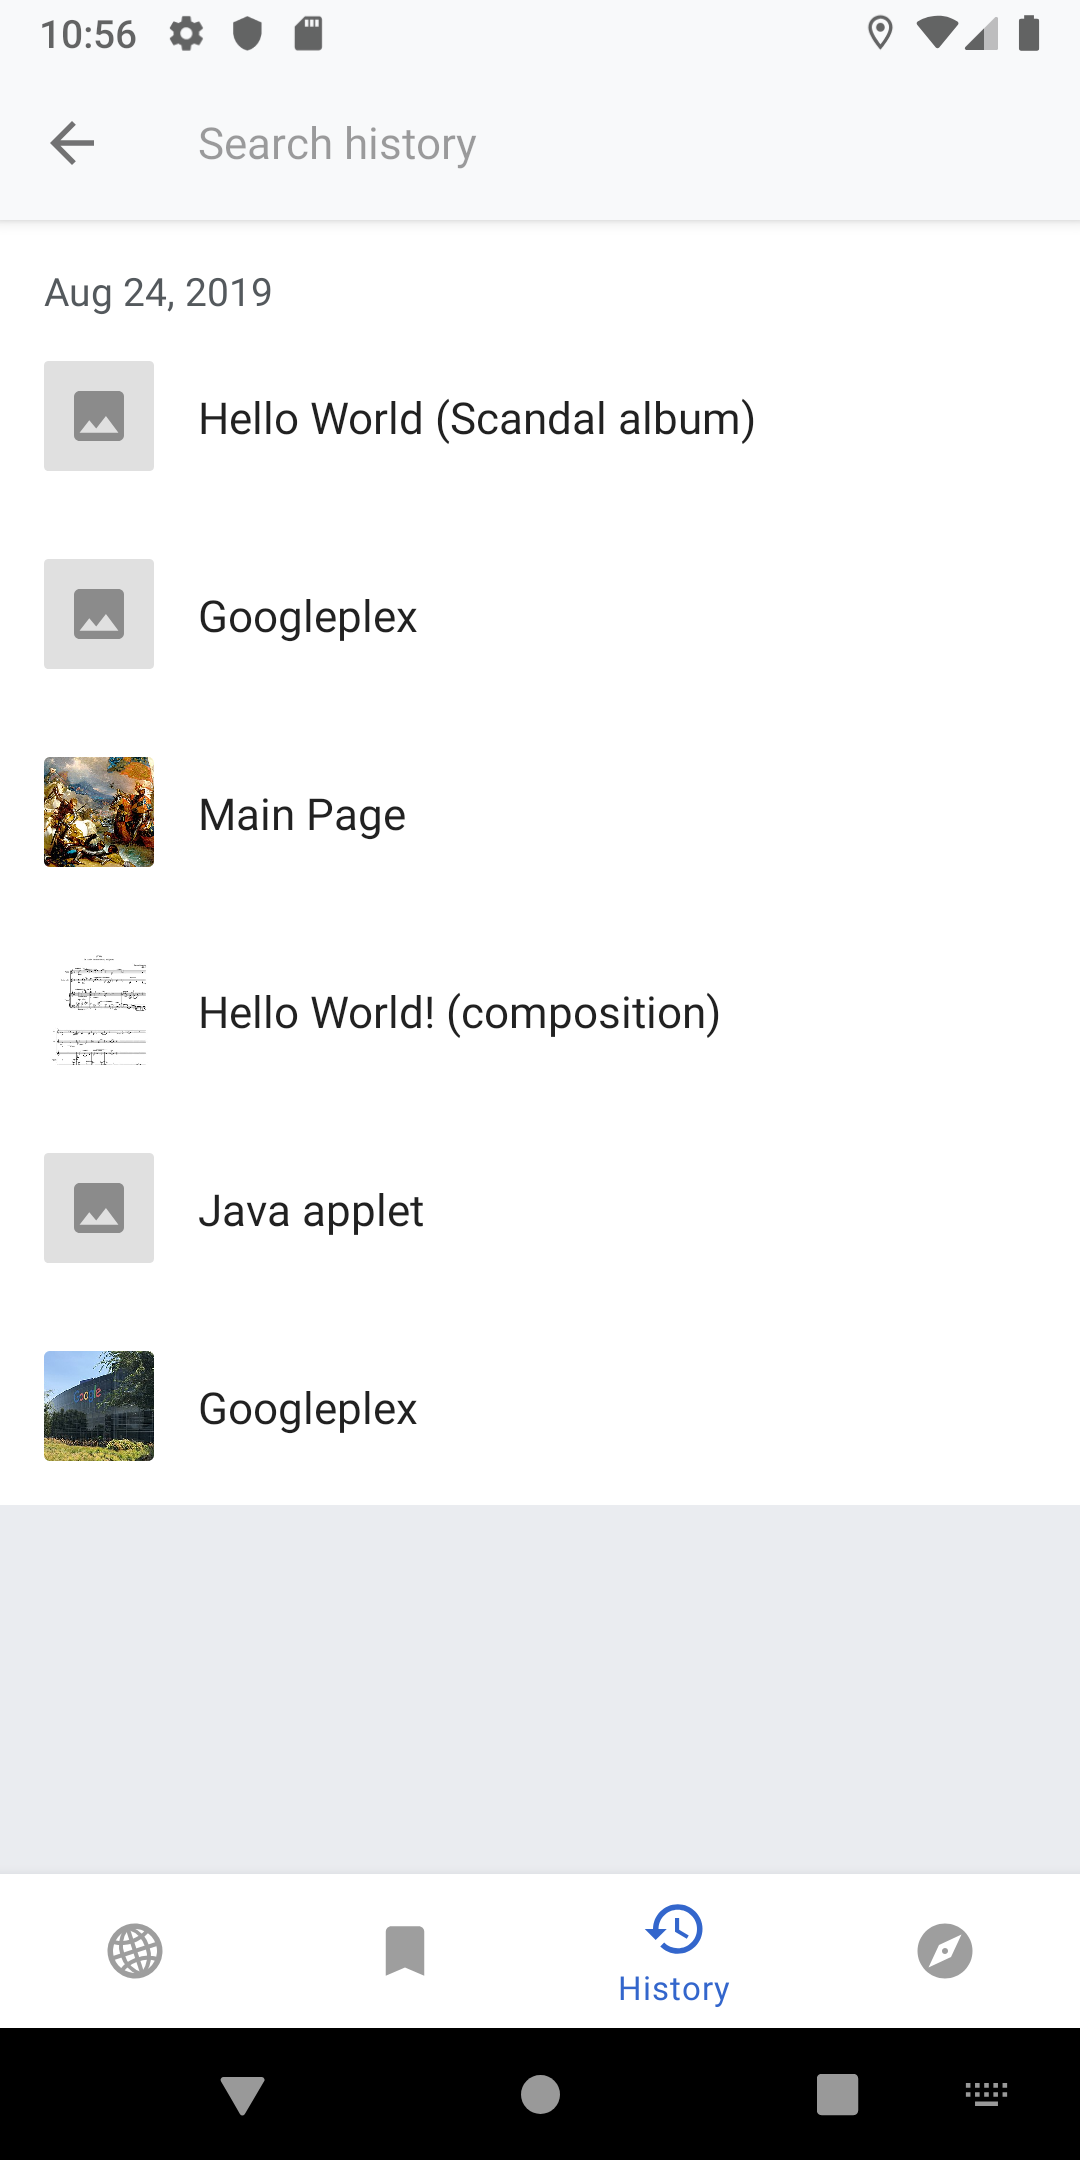 10:56
Search history
Aug 24, 2019
Hello World (Scandal album)
Googleplex
Main Page
Hello World! (composition)
Java applet
Google
Googleplex
History